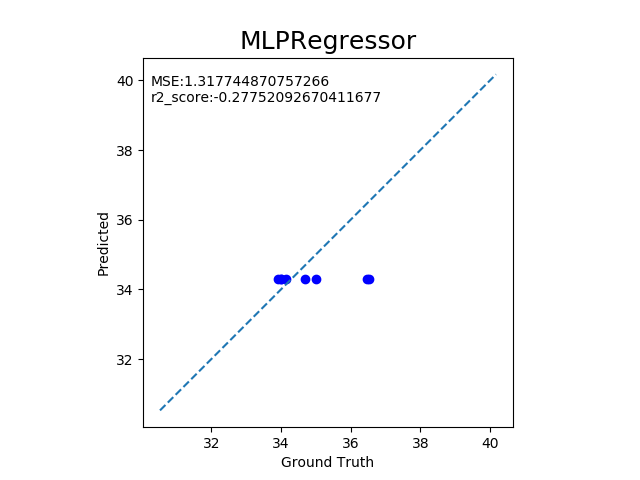 MLPRegressor
MSE:1.317744870757266
r2_score:-0.27752092670411677
40
38
36
34
32
Predicted
32 34 36 38 40
Ground Truth